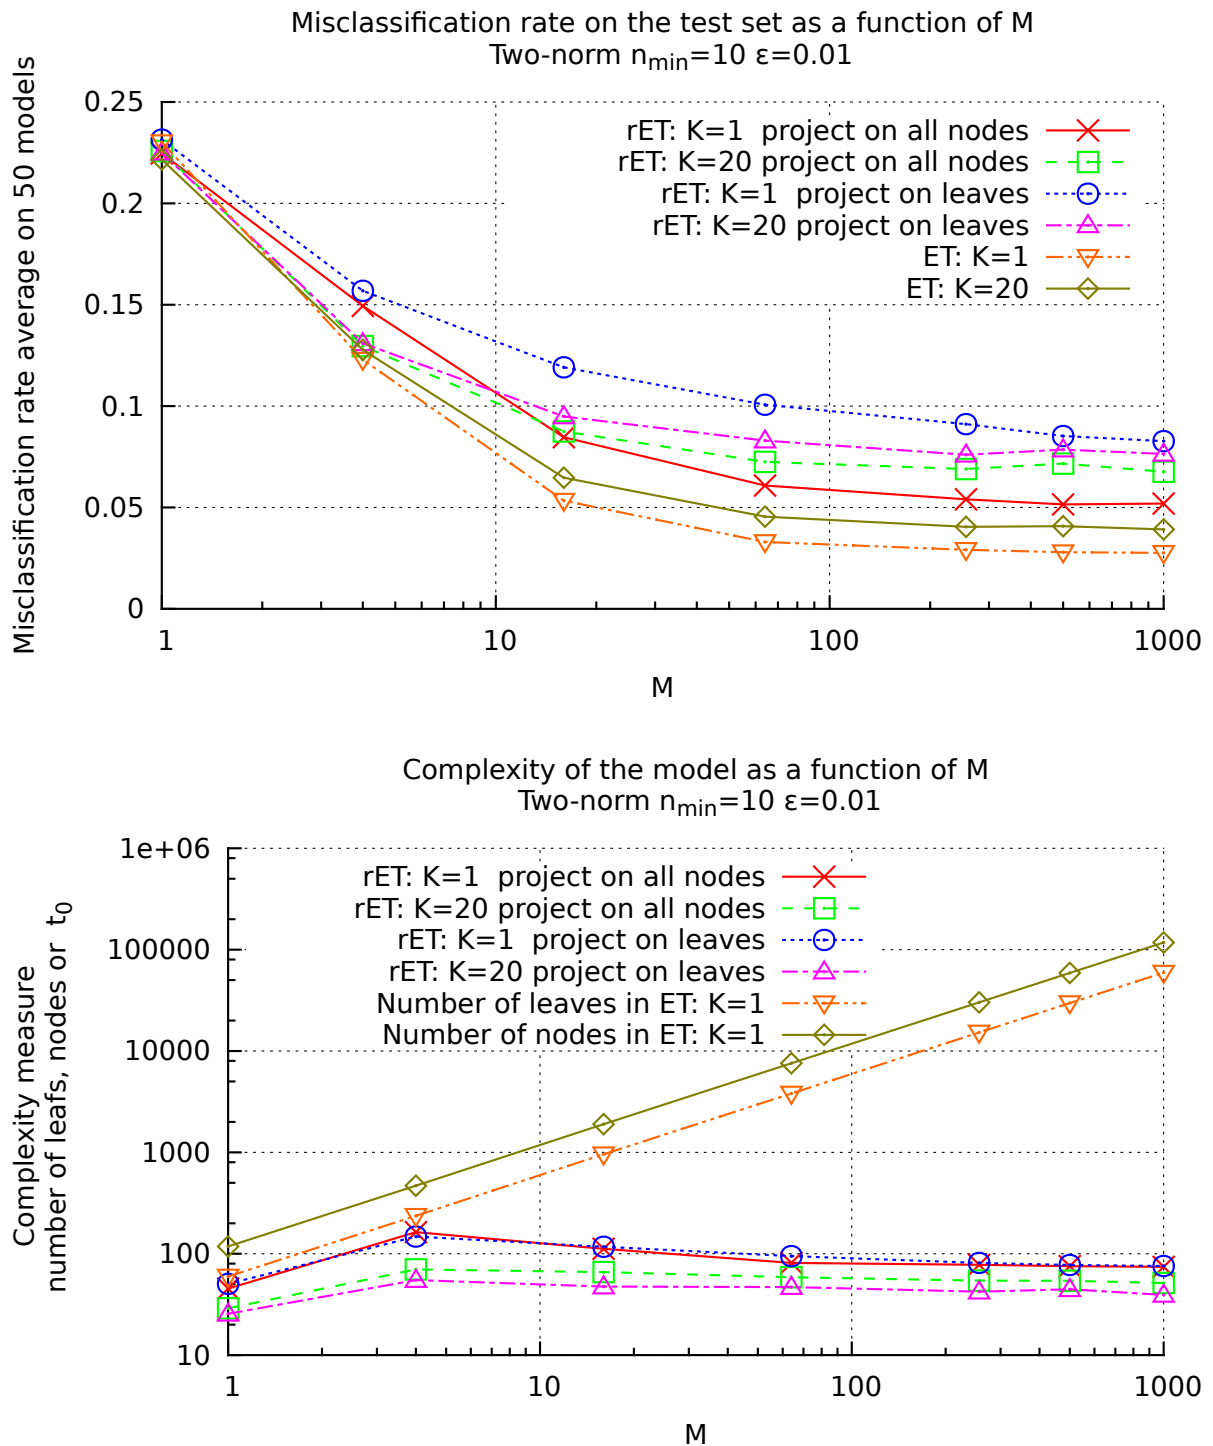 Misclassification rate on the test set as a function of M
Two-norm nmin=10 ε=0.01
Misclassification rate average on 50 models
0.25
0.2
0.15
0.1
0.05
0
rET: K=1  project on all nodes
rET: K=20 project on all nodes
rET: K=1  project on leaves
rET: K=20 project on leaves
ET: K=1
ET: K=20
1
10
100
1000
M
Complexity of the model as a function of M
Two-norm nmin=10 ε=0.01
Complexity measure
number of leafs, nodes or  t0
1e+06
100000
10000
1000
100
10
rET: K=1  project on all nodes
rET: K=20 project on all nodes
rET: K=1  project on leaves
rET: K=20 project on leaves
Number of leaves in ET: K=1
Number of nodes in ET: K=1
1
10
100
1000
M